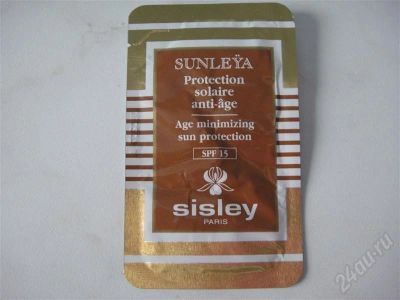 SUNLEŸA
Protection
solaire
anti-âge
Age minimizing
sun protection
SPF 15
sisley
PARIS
24au.ru